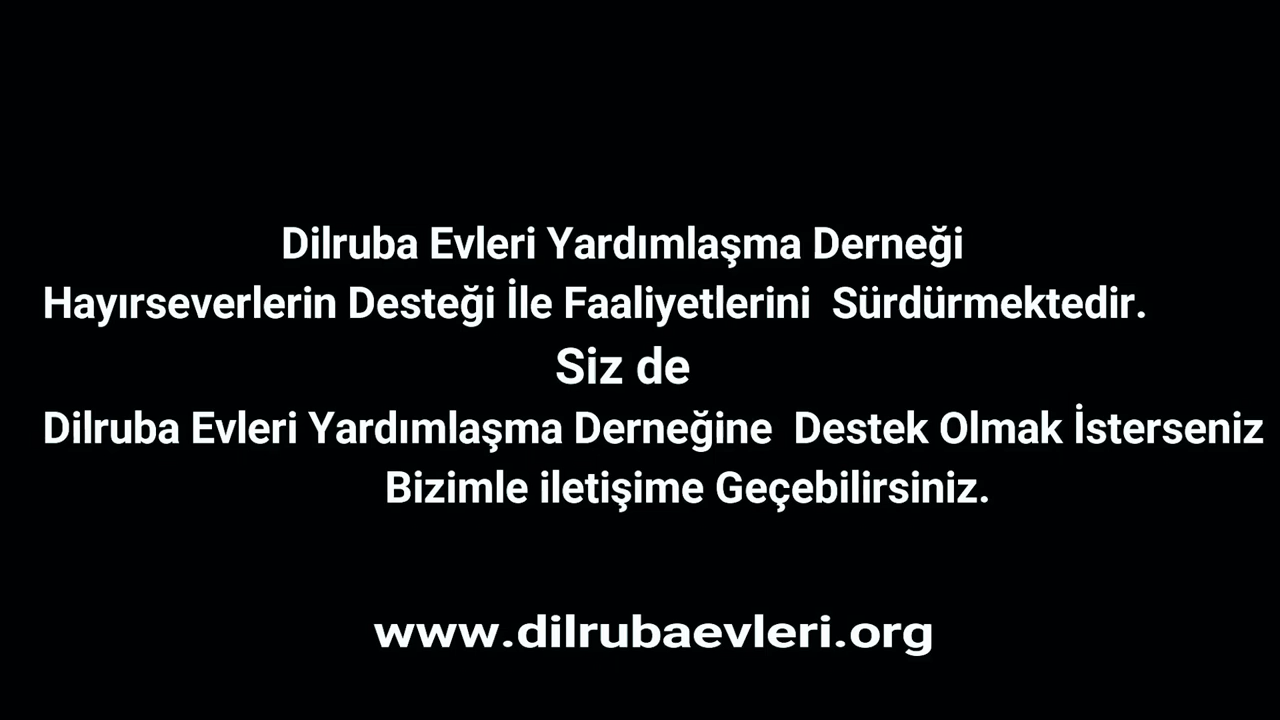 Dilruba Evleri Yardımlaşma Derneği
Hayırseverlerin Desteği İle Faaliyetlerini  Sürdürmektedir.
Siz de
Dilruba Evleri Yardımlaşma Derneğine  Destek Olmak İsterseniz
Bizimle iletişime Geçebilirsiniz.
www.dilrubaevleri.org